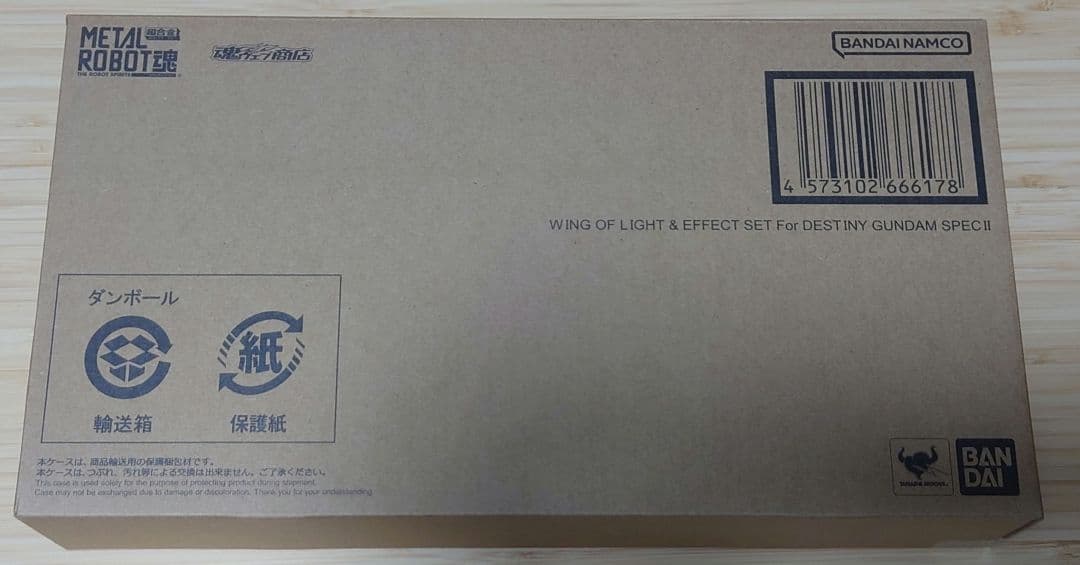 METAL
超合金
ROBOT魂
THE ROBOT SPIRITS
魂ウェブ商店
BANDAI NAMCO
4 573102 666178
WING OF LIGHT & EFFECT SET For DESTINY GUNDAM SPECⅡ
ダンボール
紙
輸送箱
保護紙
本ケースは、商品輸送用の保護梱包材です。
本ケースは、つぶれ、汚れ等による交換は出来ません。ご了承ください。
This case is used solely for the purpose of protecting product during shipment.
Case may not be exchanged due to damage or discoloration. Thank you for your understanding
TAMASHII NATIONS
BAN
DAI